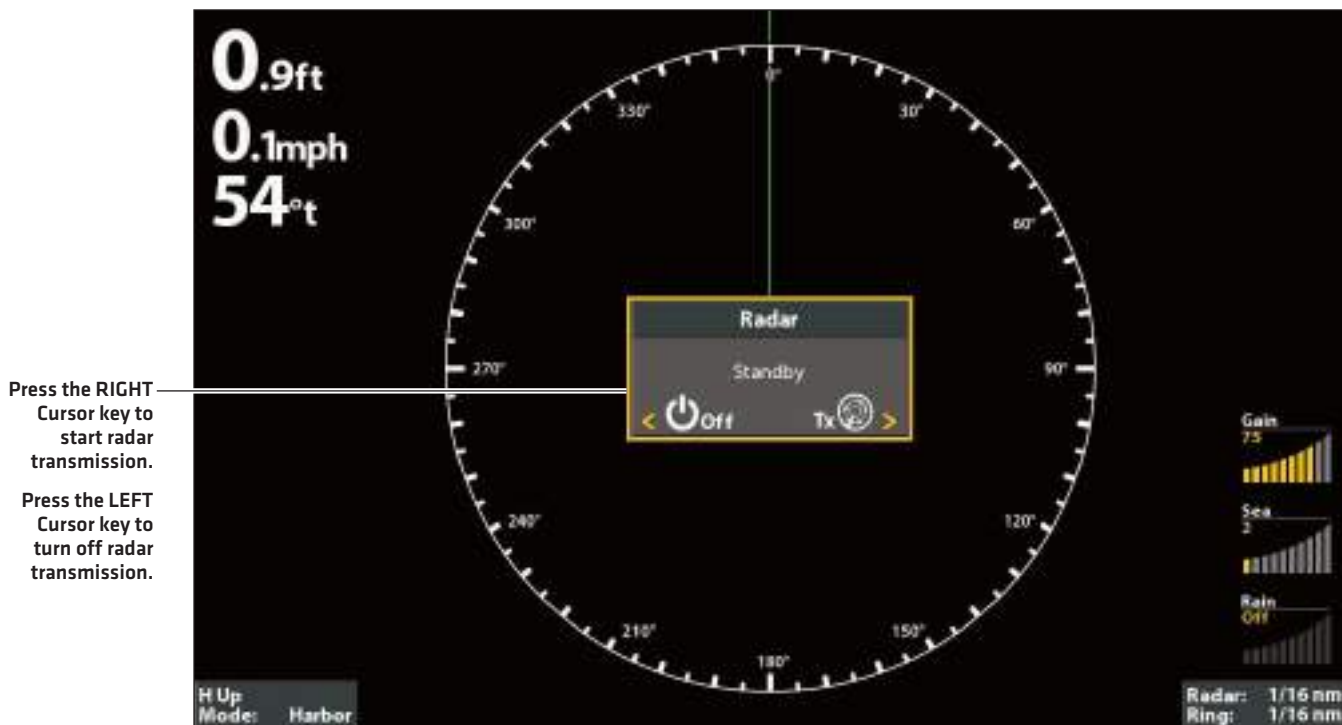 0.9ft
0.1mph
54°t
0°
30°
60°
90°
120°
150°
180°
210°
240°
270°
300°
330°
Radar
Standby
< Off Tx >
Press the RIGHT
Cursor key to
start radar
transmission.
Press the LEFT
Cursor key to
turn off radar
transmission.
Gain
75
Sea
Rain
Off
H Up
Mode: Harbor
Radar: 1/16 nm
Ring: 1/16 nm